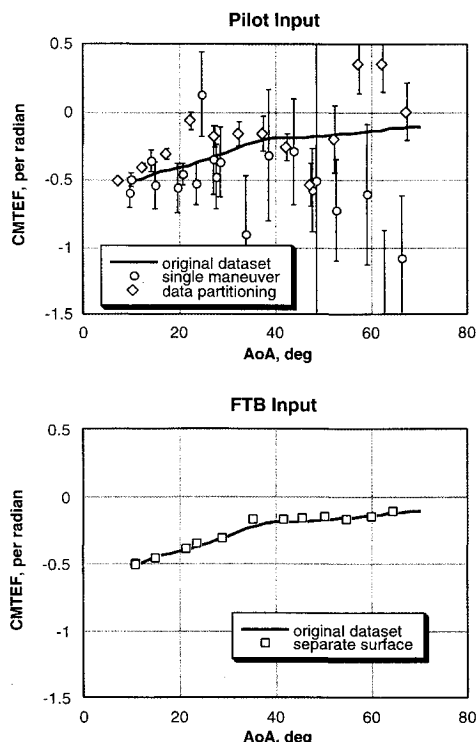 Pilot Input
0.5
0
-0.5
-1
-1.5
CMTEF, per radian
original dataset
single maneuver
data partitioning
0 20 40 60 80
AoA, deg
FTB Input
0.5
0
-0.5
-1
-1.5
CMTEF, per radian
original dataset
separate surface
0 20 40 60 80
AoA, deg